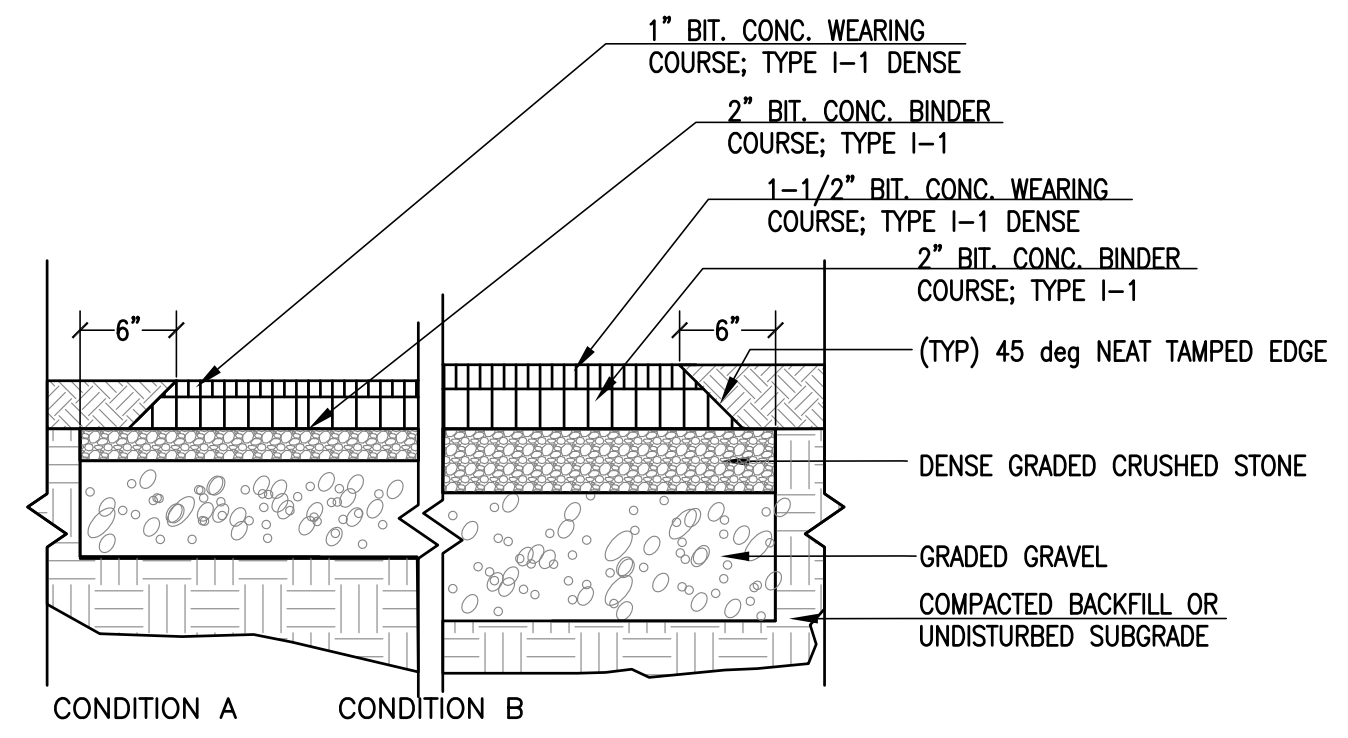 1” BIT. CONC. WEARING
COURSE; TYPE I-1 DENSE
2” BIT. CONC. BINDER
COURSE; TYPE I-1
1-1/2” BIT. CONC. WEARING
COURSE; TYPE I-1 DENSE
2” BIT. CONC. BINDER
COURSE; TYPE I-1
6”
6”
(TYP) 45 deg NEAT TAMPED EDGE
DENSE GRADED CRUSHED STONE
GRADED GRAVEL
COMPACTED BACKFILL OR
UNDISTURBED SUBGRADE
CONDITION A
CONDITION B